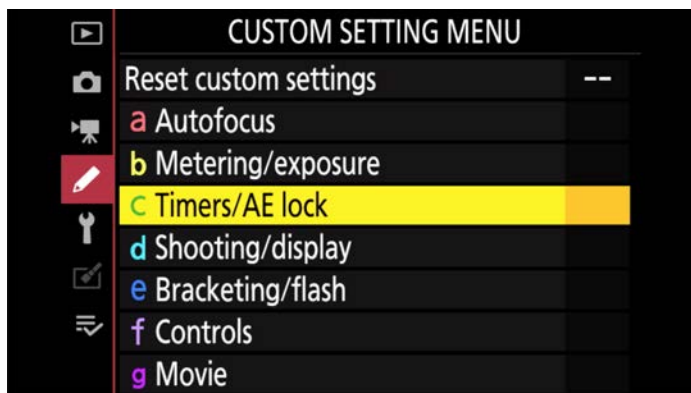 CUSTOM SETTING MENU
Reset custom settings --
a Autofocus
b Metering/exposure
c Timers/AE lock
d Shooting/display
e Bracketing/flash
f Controls
g Movie